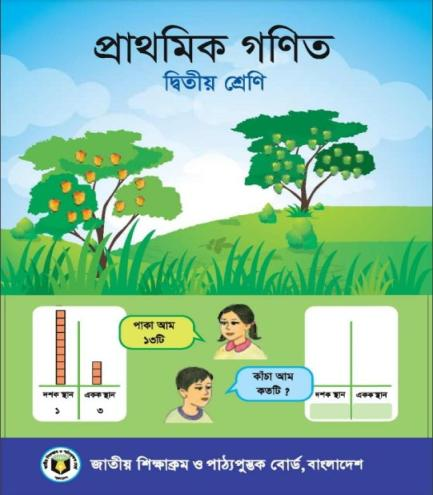 প্রাথমিক গণিত
দ্বিতীয় শ্রেণি
পাকা আম
১৩টি
কাঁচা আম
কতটি ?
দশক স্থান একক স্থান
১ ৩
দশক স্থান একক স্থান
জাতীয় শিক্ষাক্রম ও পাঠ্যপুস্তক বোর্ড, বাংলাদেশ